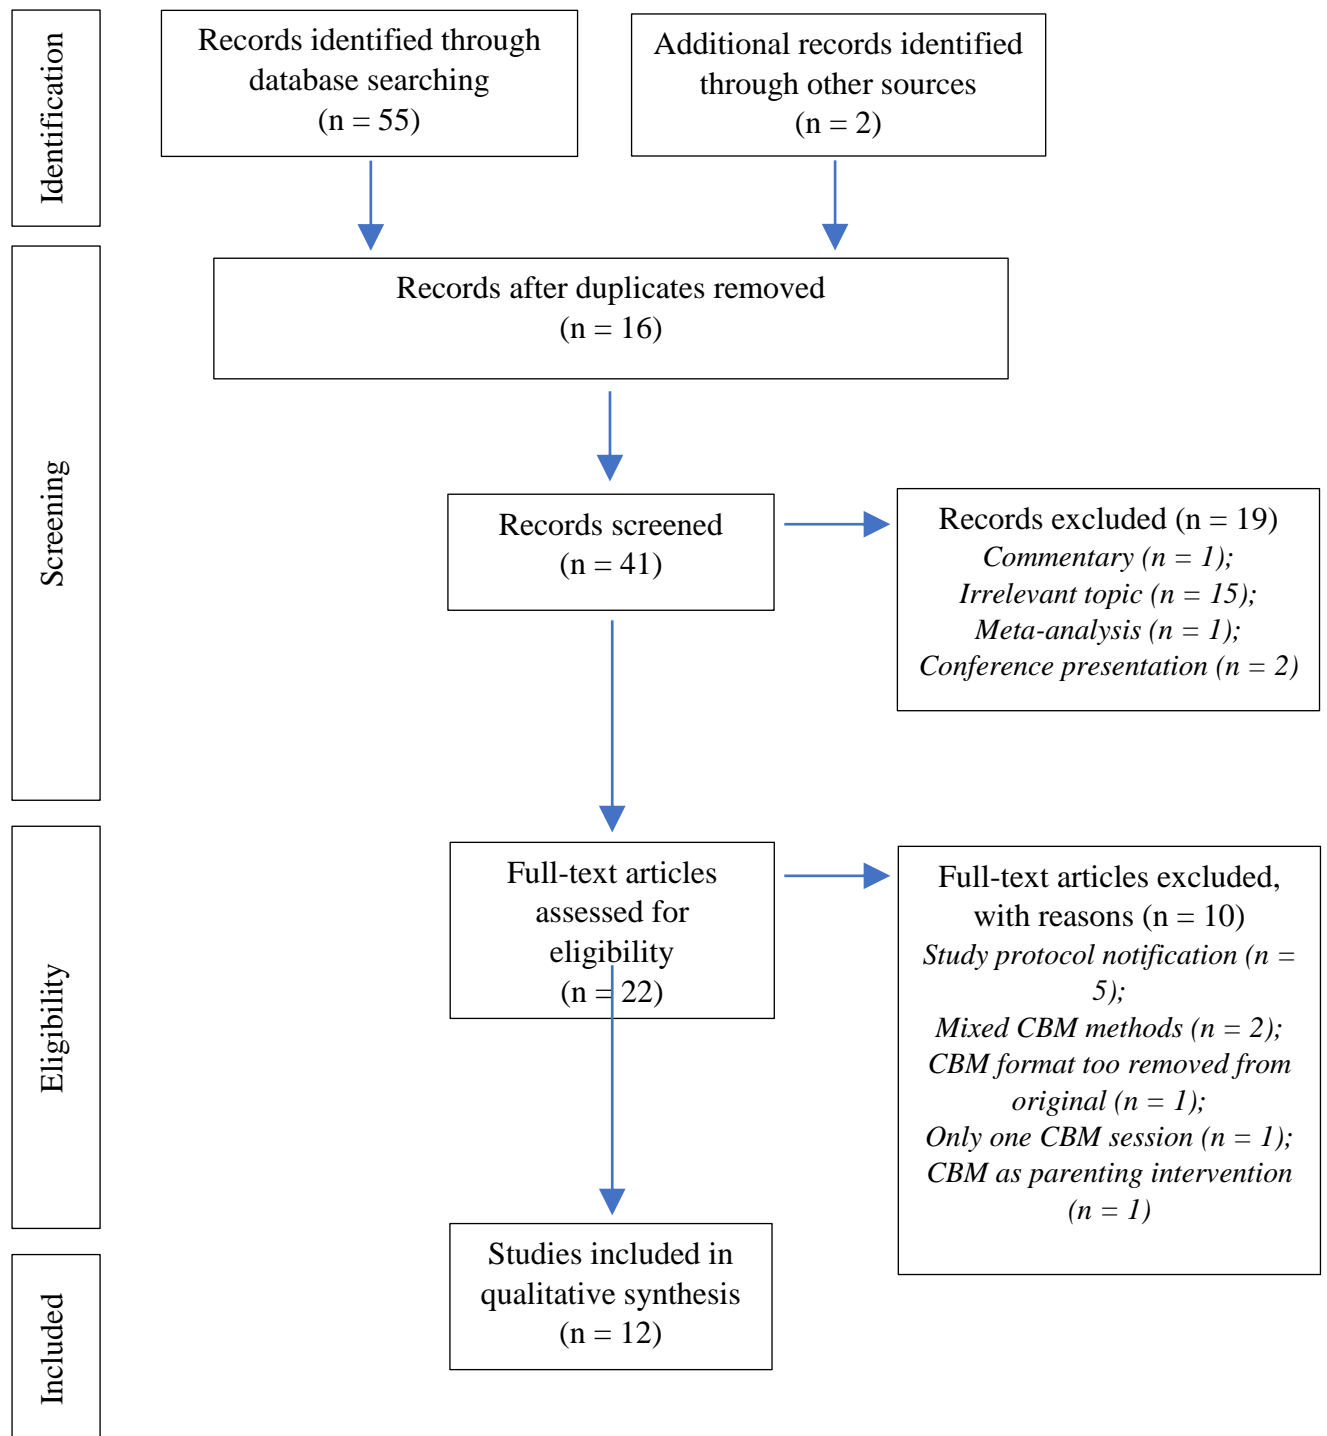 Identification
Records identified through
database searching
(n = 55)
Additional records identified
through other sources
(n = 2)
Screening
Records after duplicates removed
(n = 16)
Records screened
(n = 41)
Records excluded (n = 19)
Commentary (n = 1);
Irrelevant topic (n = 15);
Meta-analysis (n = 1);
Conference presentation (n = 2)
Eligibility
Full-text articles
assessed for
eligibility
(n = 22)
Full-text articles excluded,
with reasons (n = 10)
Study protocol notification (n =
5);
Mixed CBM methods (n = 2);
CBM format too removed from
original (n = 1);
Only one CBM session (n = 1);
CBM as parenting intervention
(n = 1)
Included
Studies included in
qualitative synthesis
(n = 12)